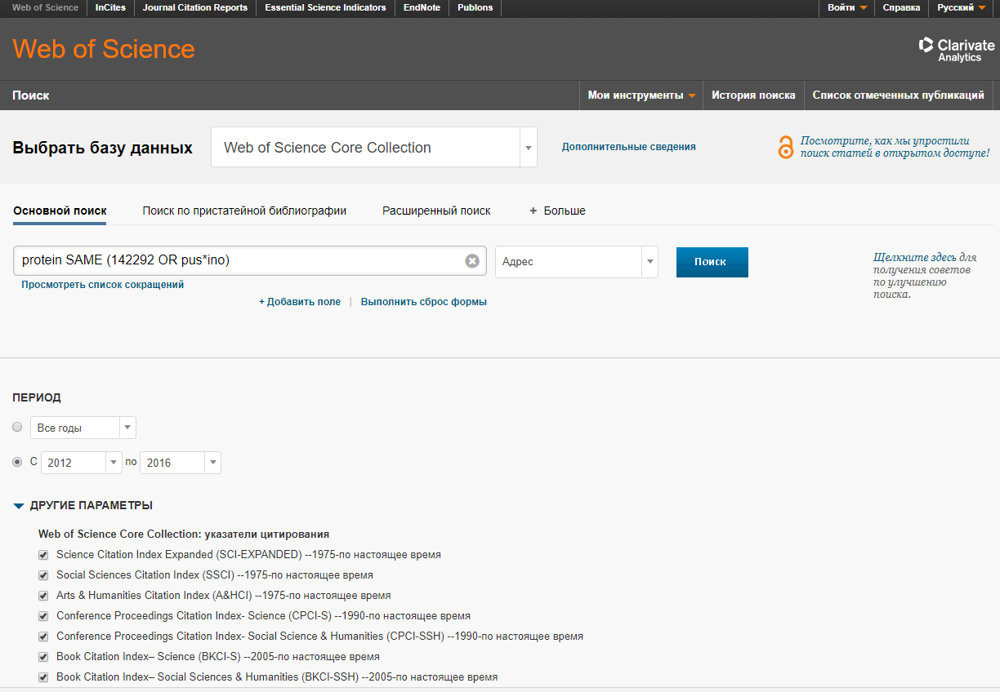 Web of Science InCites Journal Citation Reports Essential Science Indicators EndNote Publons Войти Справка Русский
Web of Science
Clarivate
Analytics
Поиск Мои инструменты История поиска Список отмеченных публикаций
Выбрать базу данных Web of Science Core Collection Дополнительные сведения
Посмотрите, как мы упростили
поиск статей в открытом доступе!
Основной поиск Поиск по пристатейной библиографии Расширенный поиск + Больше
protein SAME (142292 OR pus*ino) Адрес Поиск
Просмотреть список сокращений
+ Добавить поле | Выполнить сброс формы
Щелкните здесь для
получения советов
по улучшению
поиска.
ПЕРИОД
Все годы
С 2012 по 2016
ДРУГИЕ ПАРАМЕТРЫ
Web of Science Core Collection: указатели цитирования
Science Citation Index Expanded (SCI-EXPANDED) --1975-по настоящее время
Social Sciences Citation Index (SSCI) --1975-по настоящее время
Arts & Humanities Citation Index (A&HCI) --1975-по настоящее время
Conference Proceedings Citation Index- Science (CPCI-S) --1990-по настоящее время
Conference Proceedings Citation Index- Social Science & Humanities (CPCI-SSH) --1990-по настоящее время
Book Citation Index– Science (BKCI-S) --2005-по настоящее время
Book Citation Index– Social Sciences & Humanities (BKCI-SSH) --2005-по настоящее время